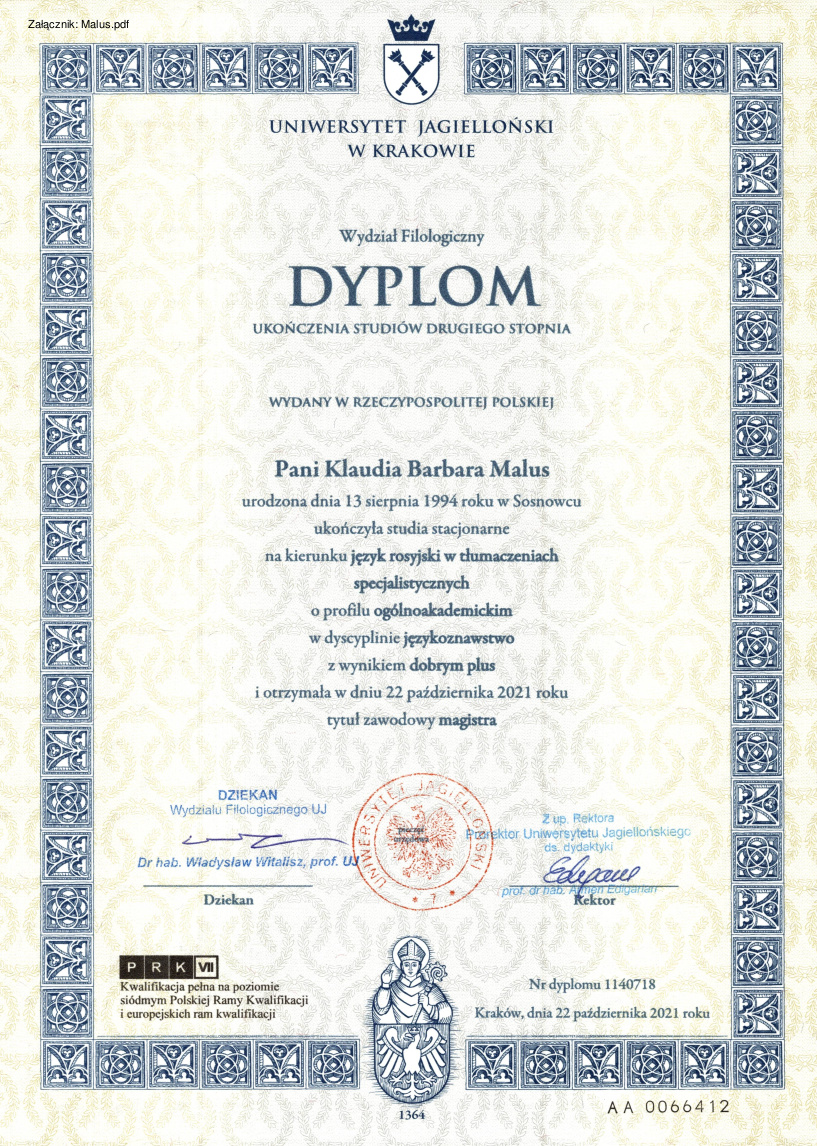 Załącznik: Malus.pdf
UNIWERSYTET JAGIELLOŃSKI
W KRAKOWIE
Wydział Filologiczny
DYPLOM
UKOŃCZENIA STUDIÓW DRUGIEGO STOPNIA
WYDANY W RZECZYPOSPOLITEJ POLSKIEJ
Pani Klaudia Barbara Malus
urodzona dnia 13 sierpnia 1994 roku w Sosnowcu
ukończyła studia stacjonarne
na kierunku język rosyjski w tłumaczeniach
specjalistycznych
o profilu ogólnoakademickim
w dyscyplinie językoznawstwo
z wynikiem dobrym plus
i otrzymała w dniu 22 października 2021 roku
tytuł zawodowy magistra
DZIEKAN
Wydziału Filologicznego UJ
Dr hab. Władysław Witalisz, prof. UJ
Dziekan
UNIWERSYTET JAGIELLOŃSKI
* 7 *
pieczęć
urzędowa
Z up. Rektora
Prorektor Uniwersytetu Jagiellońskiego
ds. dydaktyki
prof. dr hab. Armen Edigarian
Rektor
P R K VII
Kwalifikacja pełna na poziomie
siódmym Polskiej Ramy Kwalifikacji
i europejskich ram kwalifikacji
Nr dyplomu 1140718
Kraków, dnia 22 października 2021 roku
1364
AA 0066412